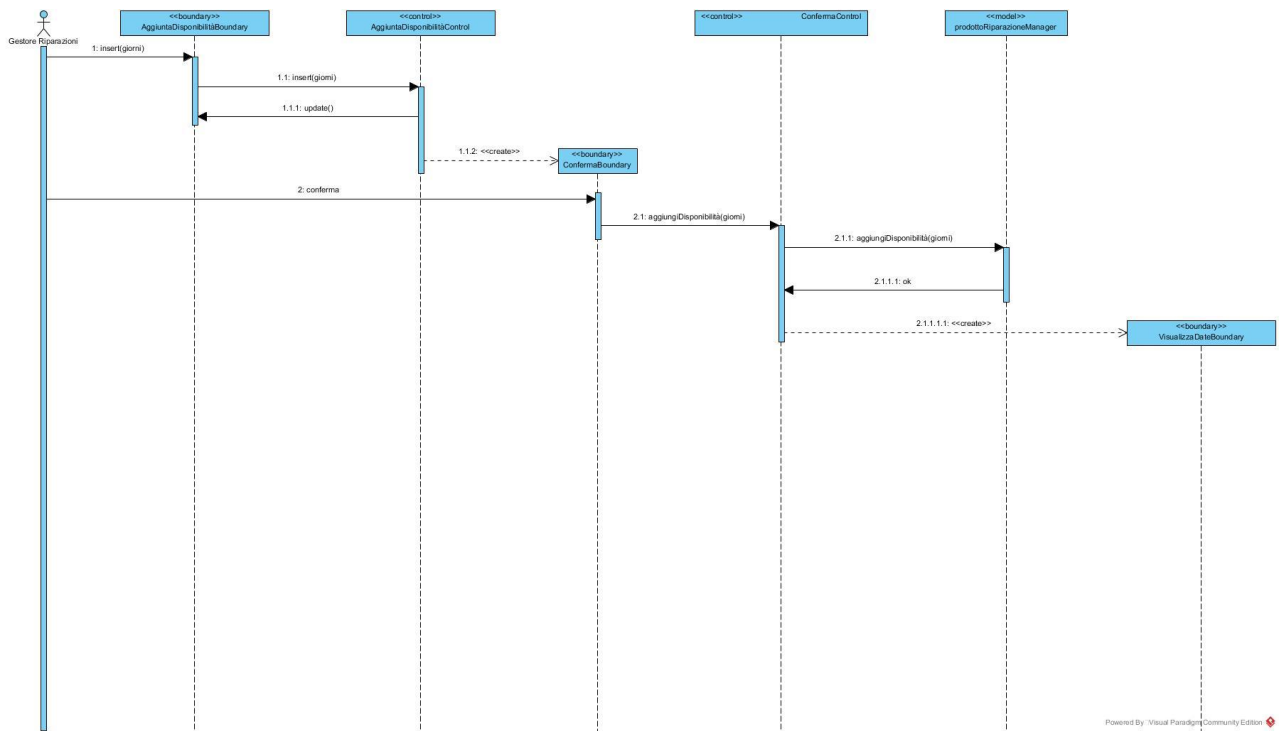 <<boundary>>
AggiuntaDisponibilitàBoundary
<<control>>
AggiuntaDisponibilitàControl
<<control>> ConfermaControl
<<model>>
prodottoRiparazioneManager
Gestore Riparazioni
1: insert(giorni)
1.1: insert(giorni)
1.1.1: update()
1.1.2: <<create>>
<<boundary>>
ConfermaBoundary
2: conferma
2.1: aggiungiDisponibilità(giorni)
2.1.1: aggiungiDisponibilità(giorni)
2.1.1.1: ok
2.1.1.1.1: <<create>>
<<boundary>>
VisualizzaDateBoundary
Powered By Visual Paradigm Community Edition